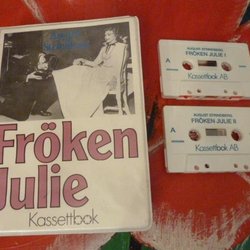 Fröken
Julie
Kassettbok
AUGUST STRINDBERG
FRÖKEN JULIE I
A
Kassettbok AB
AUGUST STRINDBERG
FRÖKEN JULIE II
A
Kassettbok AB